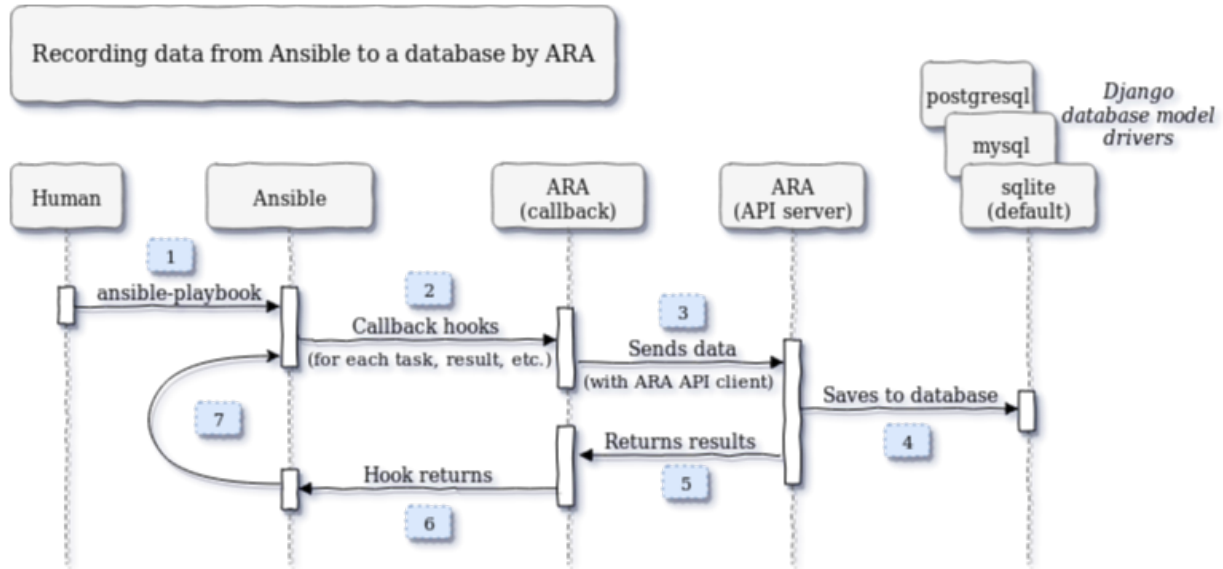 Recording data from Ansible to a database by ARA
postgresql
mysql
Django
database model
drivers
Human
Ansible
ARA
(callback)
ARA
(API server)
sqlite
(default)
1
ansible-playbook
2
Callback hooks
(for each task, result, etc.)
3
Sends data
(with ARA API client)
Saves to database
4
Returns results
5
Hook returns
6
7